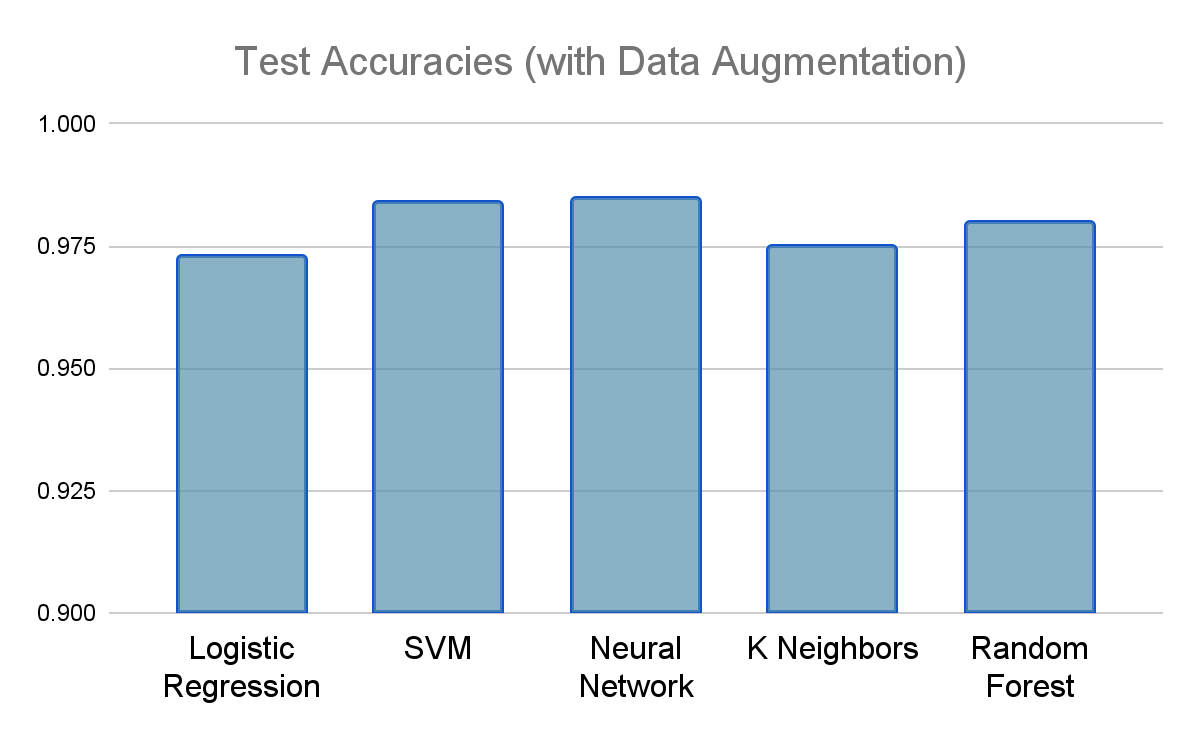 Test Accuracies (with Data Augmentation)
1.000
0.975
0.950
0.925
0.900
Logistic
Regression
SVM
Neural
Network
K Neighbors
Random
Forest